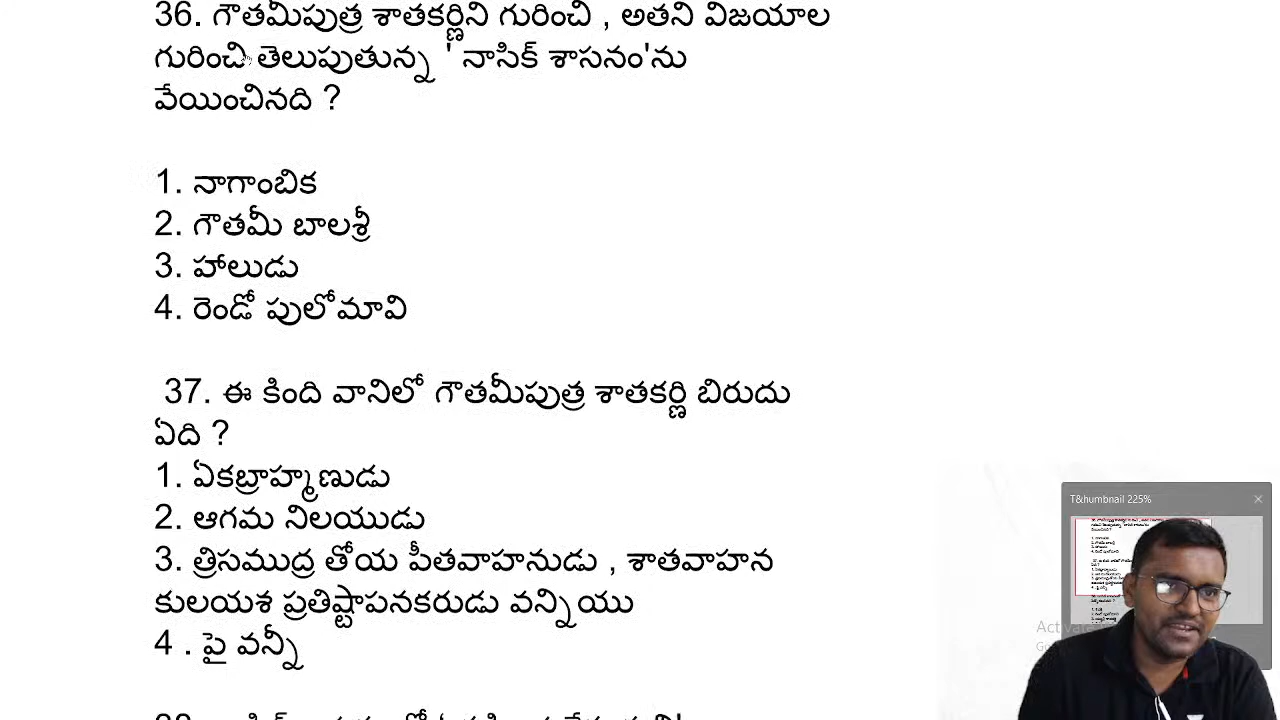 36. గౌతమీపుత్ర శాతకర్ణిని గురించి , అతని విజయాల
గురించి తెలుపుతున్న ' నాసిక్ శాసనం'ను
వేయించినది ?
1. నాగాంబిక
2. గౌతమీ బాలశ్రీ
3. హాలుడు
4. రెండో పులోమావి
37. ఈ కింది వానిలో గౌతమీపుత్ర శాతకర్ణి బిరుదు
ఏది ?
1. ఏకబ్రాహ్మణుడు
2. ఆగమ నిలయుడు
3. త్రిసముద్ర తోయ పీతవాహనుడు , శాతవాహన
కులయశ ప్రతిష్టాపనకరుడు వన్నియు
4 . పై వన్నీ
T&humbnail 225%